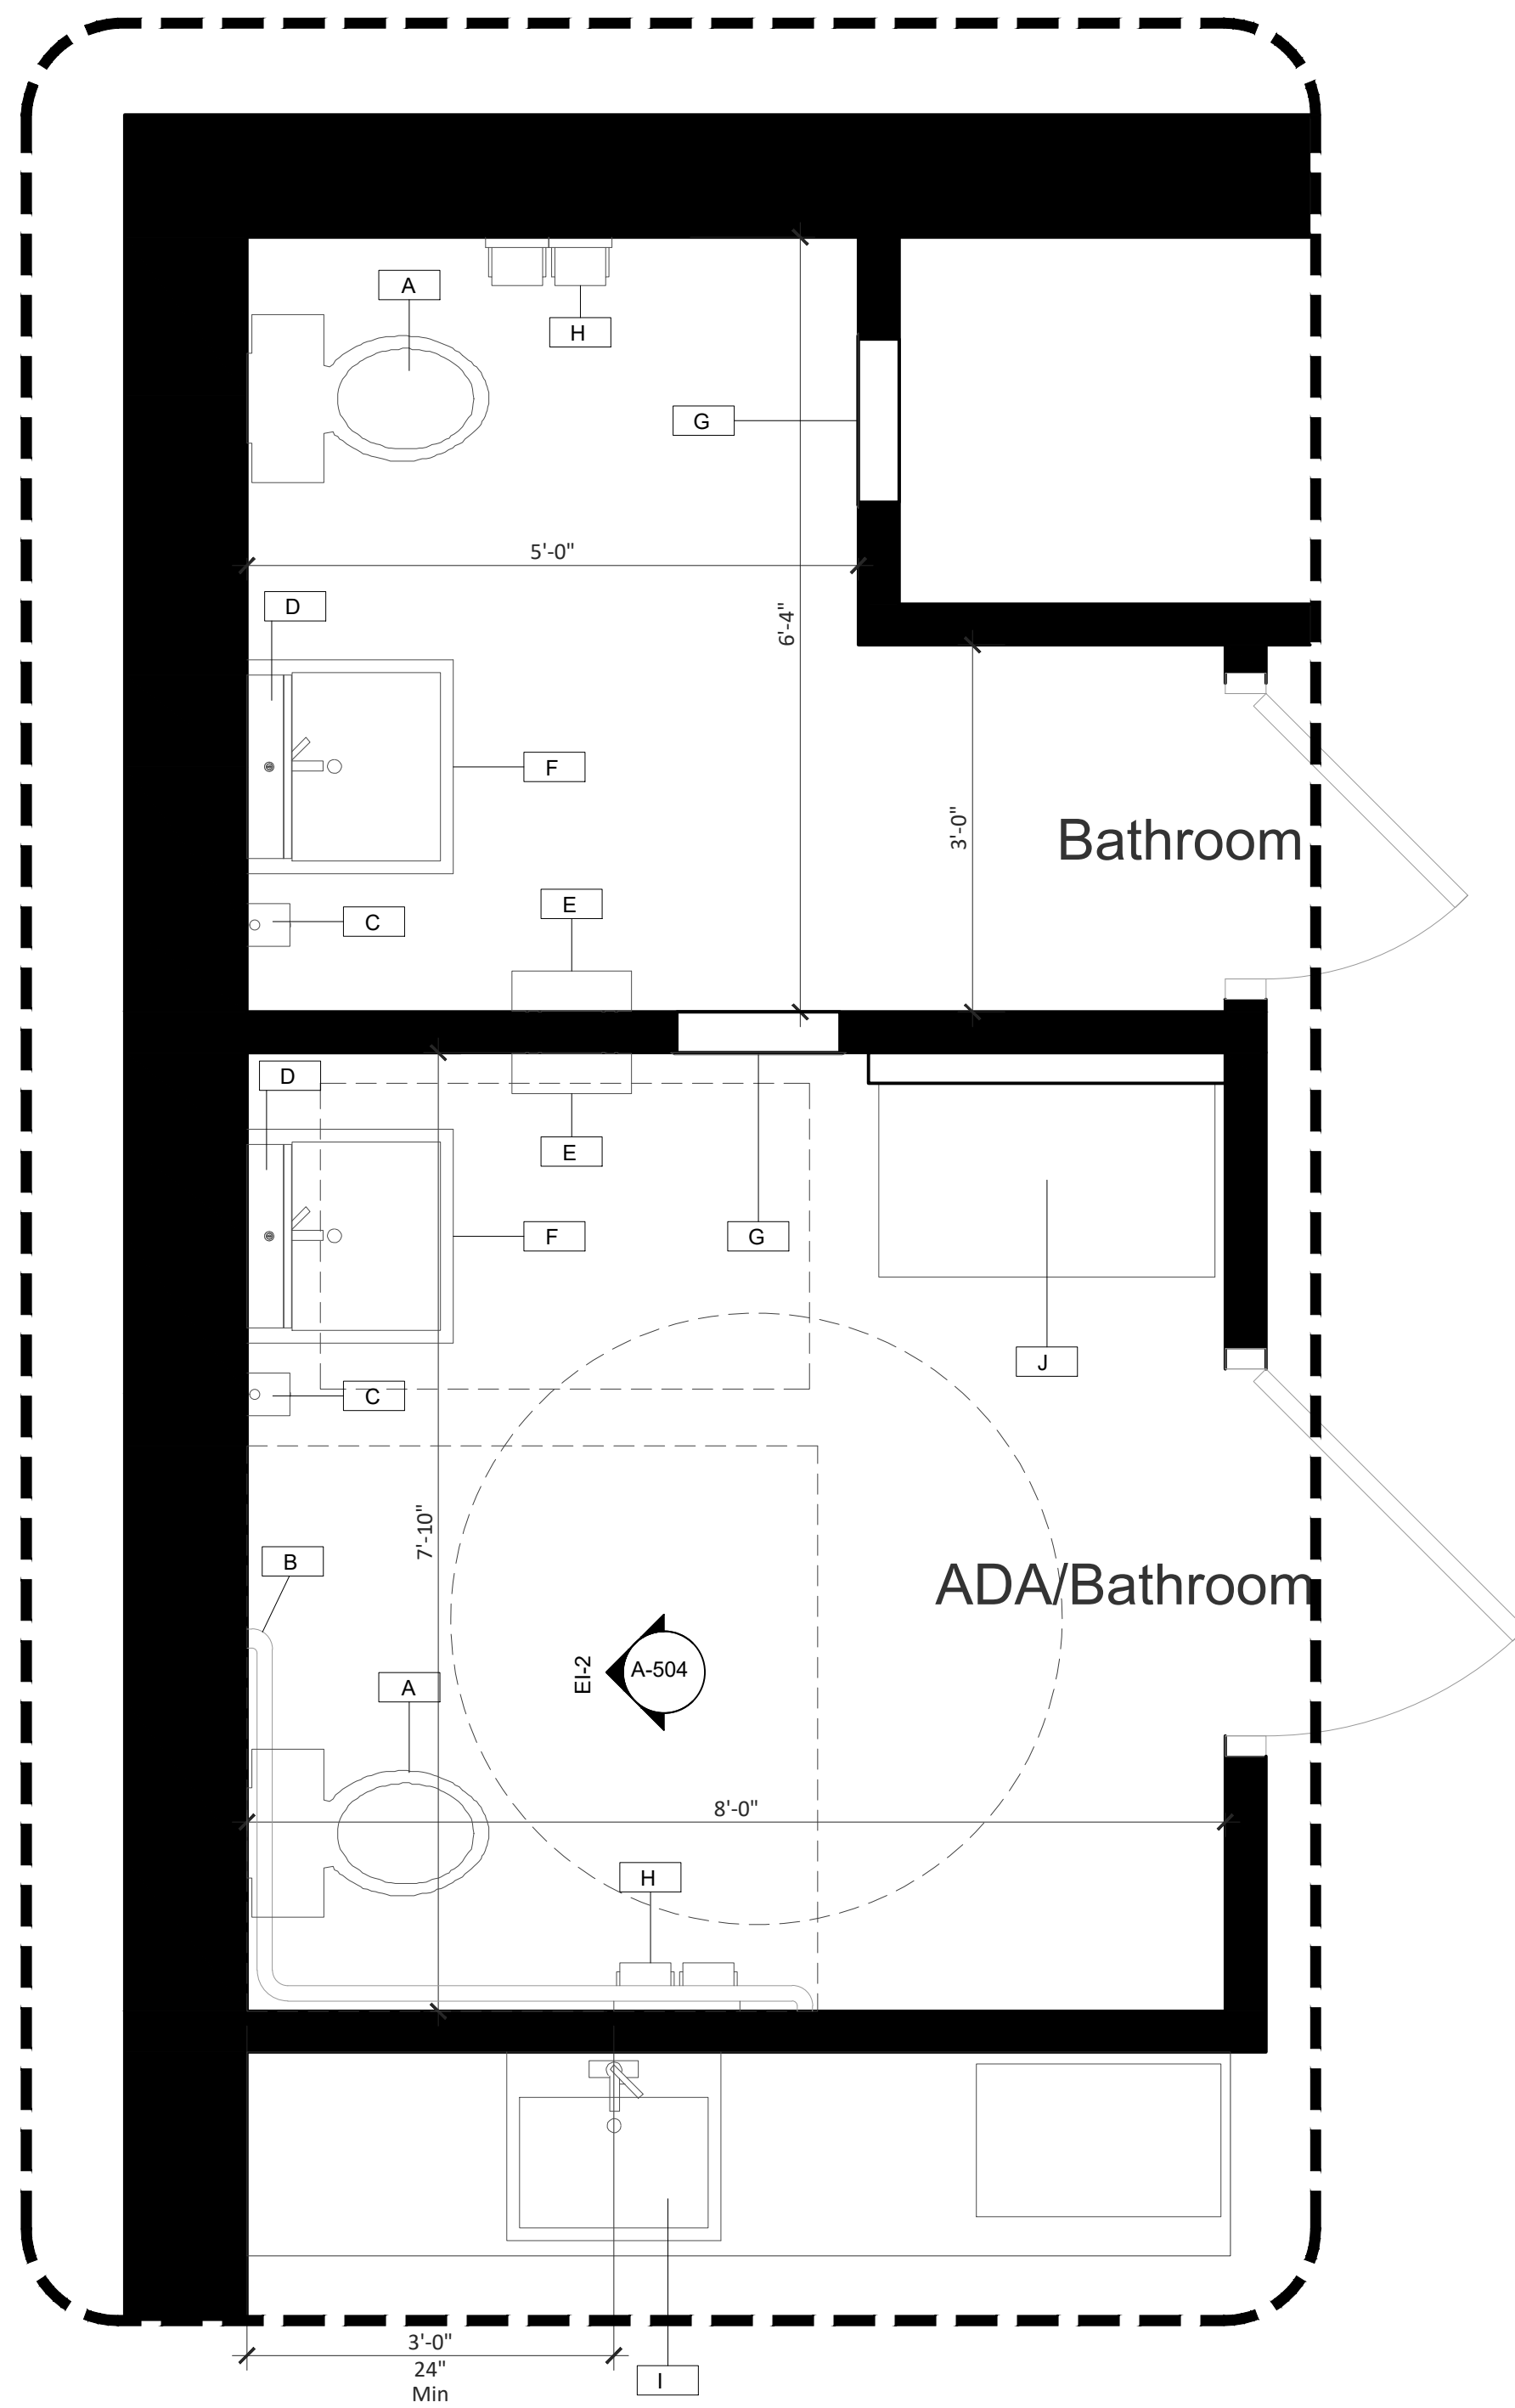 A
H
G
5'-0"
D
6'-4"
F
3'-0"
Bathroom
E
C
D
E
F
G
J
C
7'-10"
B
ADA/Bathroom
EI-2
A-504
A
8'-0"
H
3'-0"
24"
Min
I